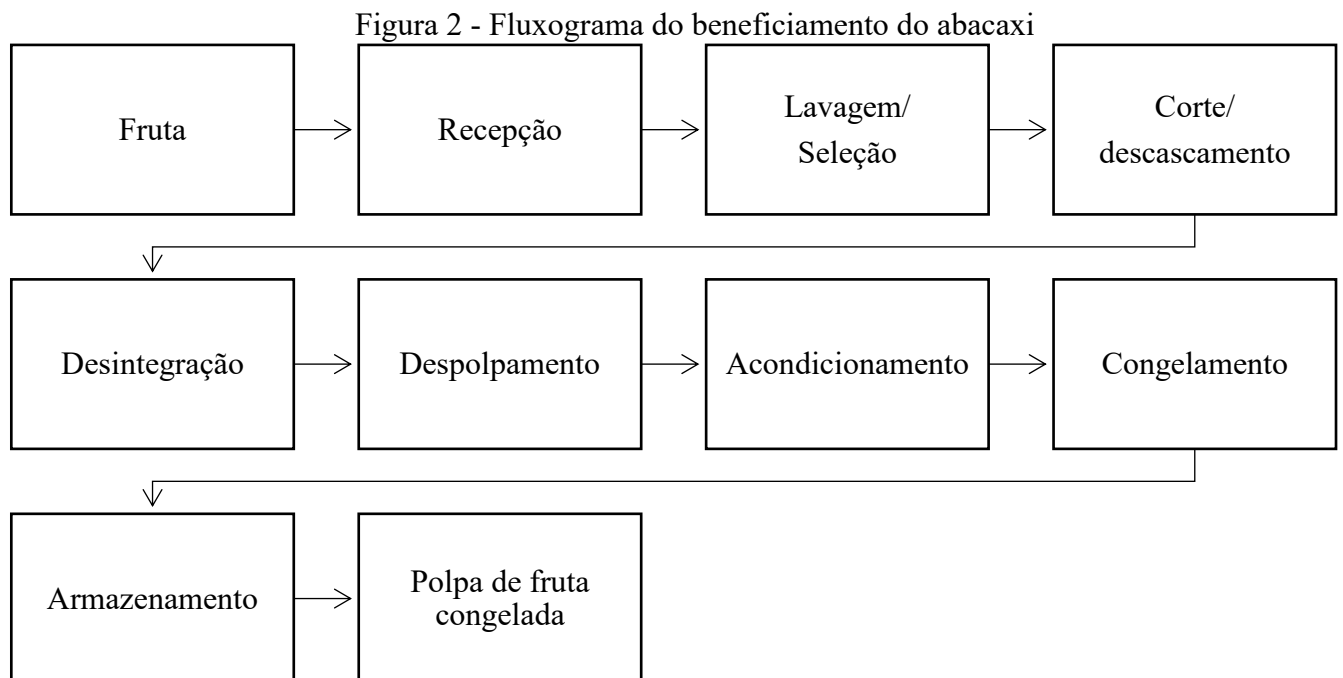 Figura 2 - Fluxograma do beneficiamento do abacaxi
Fruta
Recepção
Lavagem/
Seleção
Corte/
descascamento
Desintegração
Despolpamento
Acondicionamento
Congelamento
Armazenamento
Polpa de fruta
congelada